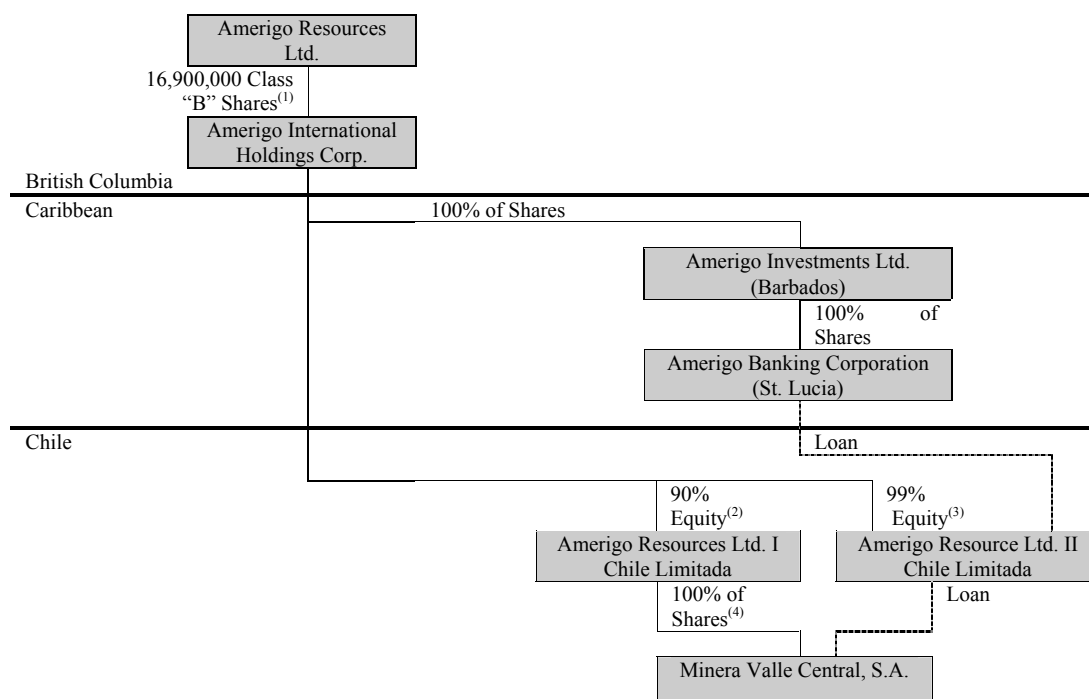 Amerigo Resources
Ltd.
16,900,000 Class
“B” Shares(1)
Amerigo International
Holdings Corp.
British Columbia
Caribbean
100% of Shares
Amerigo Investments Ltd.
(Barbados)
100% of
Shares
Amerigo Banking Corporation
(St. Lucia)
Chile
Loan
90%
Equity(2)
99%
Equity(3)
Amerigo Resources Ltd. I
Chile Limitada
Amerigo Resource Ltd. II
Chile Limitada
100% of
Shares(4)
Loan
Minera Valle Central, S.A.